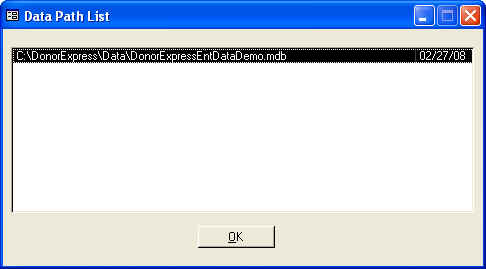 Data Path List
C:\DonorExpress\Data\DonorExpressEntDataDemo.mdb 02/27/08
OK